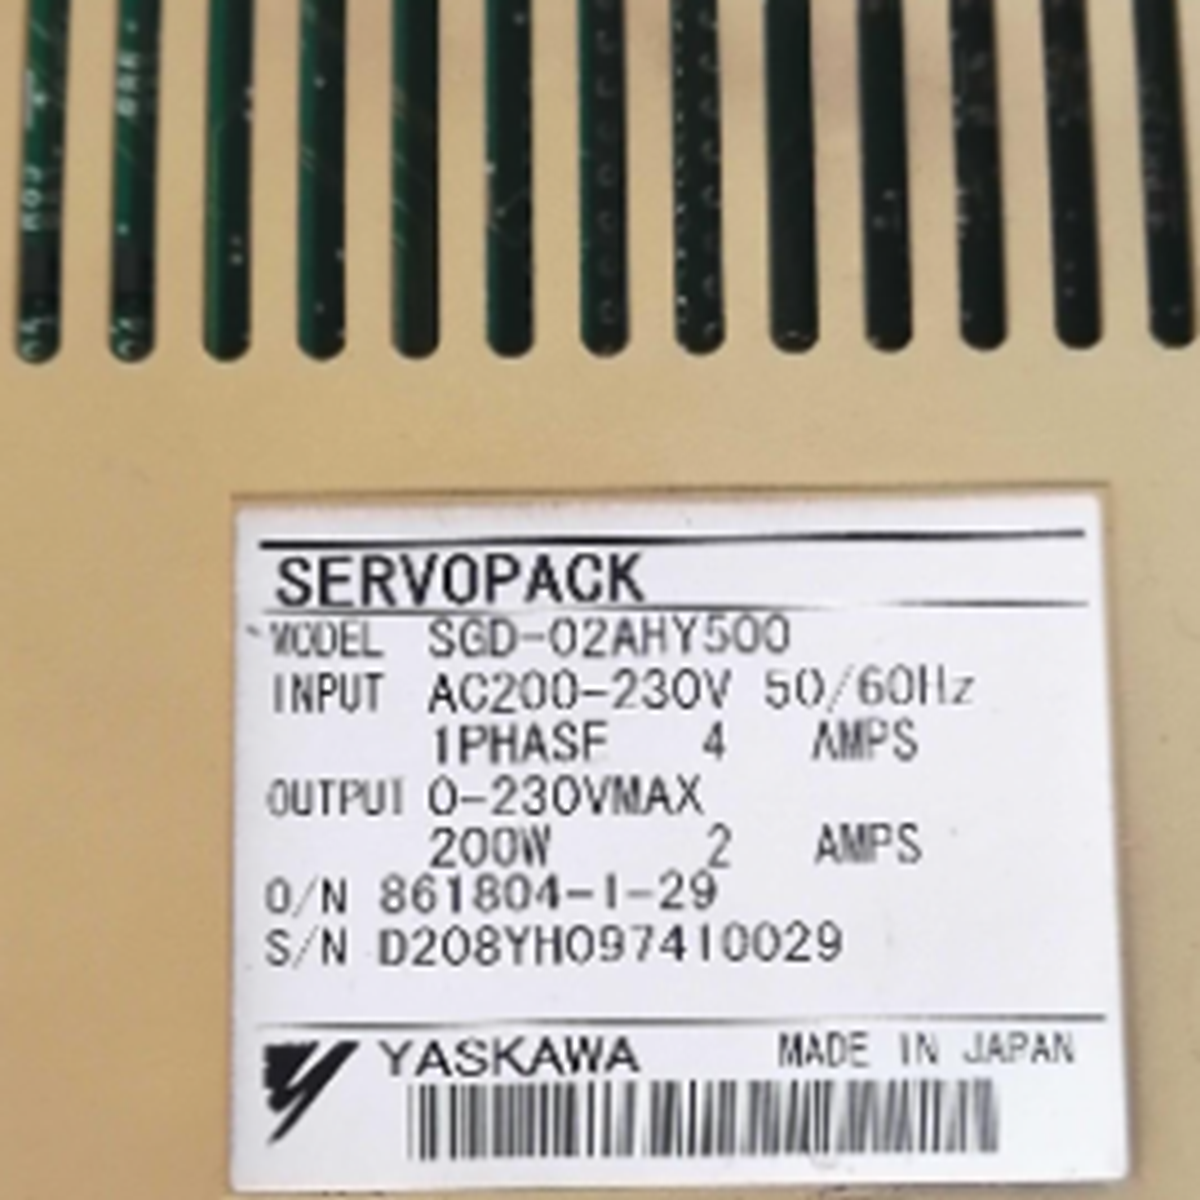 SERVOPACK
MODEL SGD-02AHY500
INPUT AC200-230V 50/60Hz
1PHASE 4 AMPS
OUTPUT 0-230VMAX
200W 2 AMPS
O/N 861804-1-29
S/N D208YH097410029
YASKAWA MADE IN JAPAN